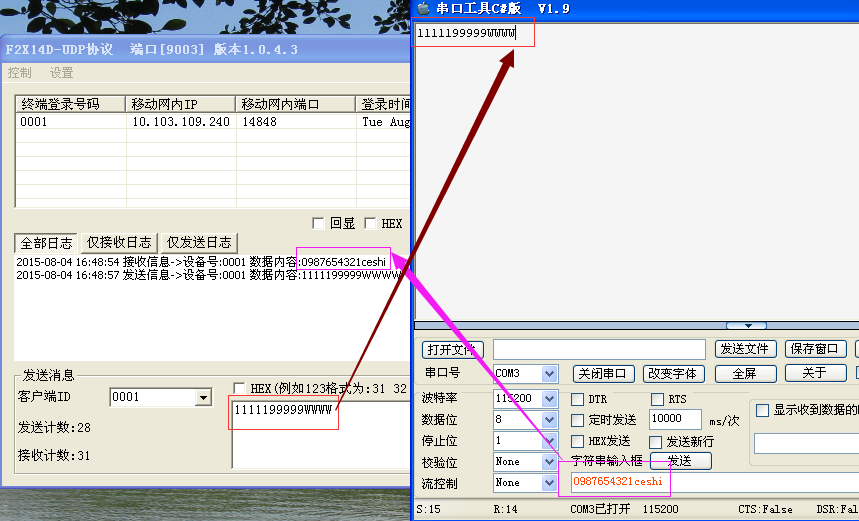 F2X14D-UDP协议 端口[9003] 版本1.0.4.3
控制 设置
终端登录号码 移动网内IP 移动网内端口 登录时间
0001 10.103.109.240 14848 Tue Aug
回显 HEX
全部日志 仅接收日志 仅发送日志
2015-08-04 16:48:54 接收信息->设备号:0001 数据内容:0987654321ceshi
2015-08-04 16:48:57 发送信息->设备号:0001 数据内容:1111199999WWWW
发送消息
客户端ID 0001 HEX(例如123格式为:31 32
1111199999WWWW
发送计数:28
接收计数:31
串口工具C#版 V1.9
1111199999WWWW
打开文件 发送文件 保存窗口
串口号 COM3 关闭串口 改变字体 全屏 关于
波特率 115200 DTR RTS
数据位 8 定时发送 10000 ms/次 显示收到数据的
停止位 1 HEX发送 发送新行
校验位 None 字符串输入框 发送
流控制 None 0987654321ceshi
S:15 R:14 COM3已打开 115200 CTS:False DSR:Fal